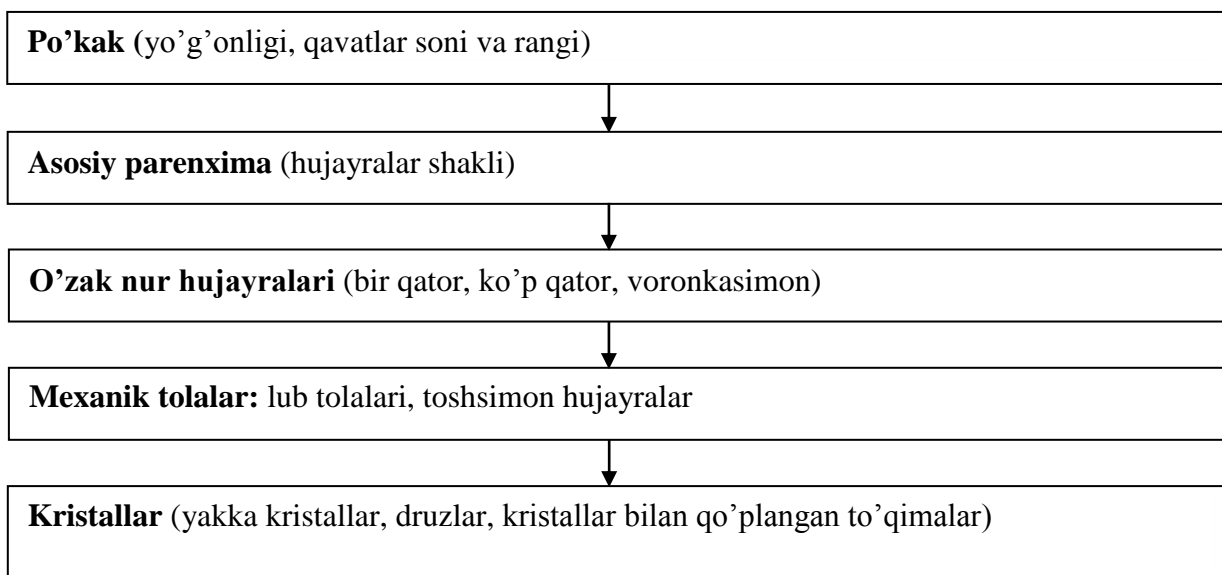 Po’kak (yo’g’onligi, qavatlar soni va rangi)
Asosiy parenxima (hujayralar shakli)
O’zak nur hujayralari (bir qator, ko’p qator, voronkasimon)
Mexanik tolalar: lub tolalari, toshsimon hujayralar
Kristallar (yakka kristallar, druzlar, kristallar bilan qo’plangan to’qimalar)